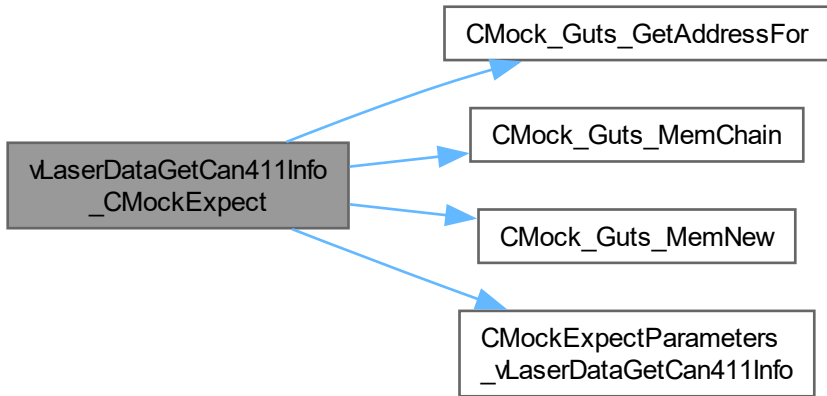 CMock_Guts_GetAddressFor
CMock_Guts_MemChain
vLaserDataGetCan411Info
_CMockExpect
CMock_Guts_MemNew
CMockExpectParameters
_vLaserDataGetCan411Info